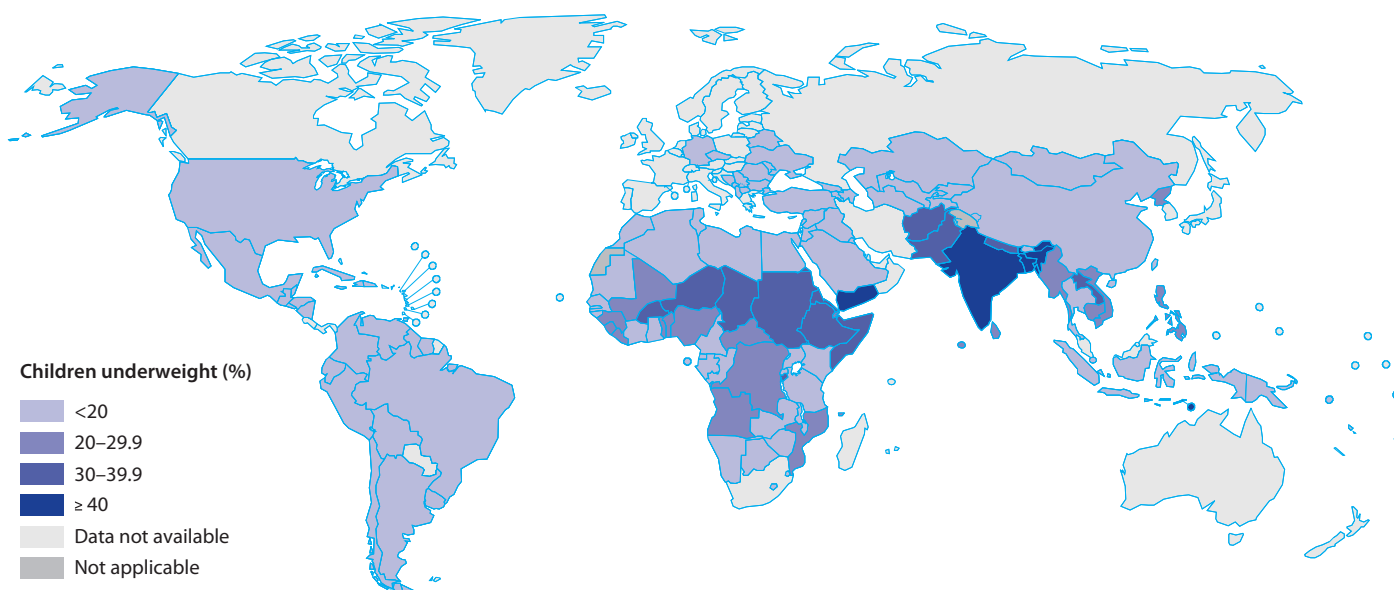 Children underweight (%)
<20
20–29.9
30–39.9
≥ 40
Data not available
Not applicable